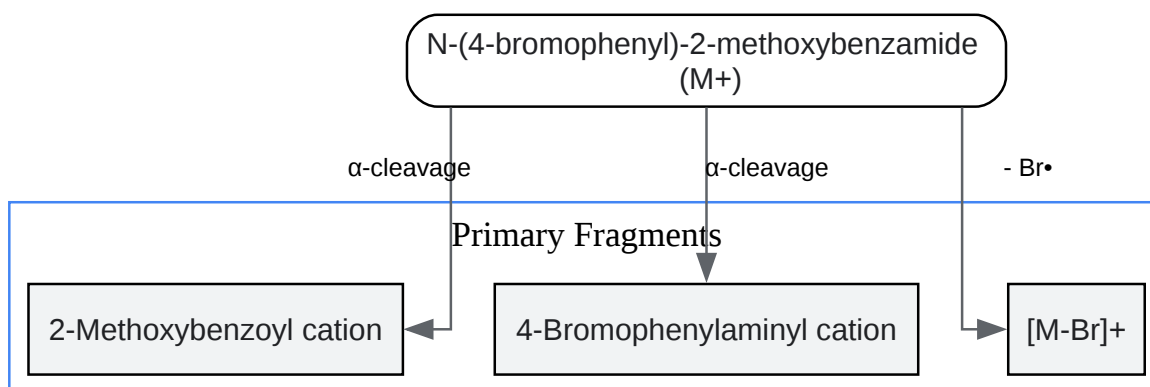 N-(4-bromophenyl)-2-methoxybenzamide
(M+)
α-cleavage
α-cleavage
- Br•
Primary Fragments
2-Methoxybenzoyl cation
4-Bromophenylaminyl cation
[M-Br]+